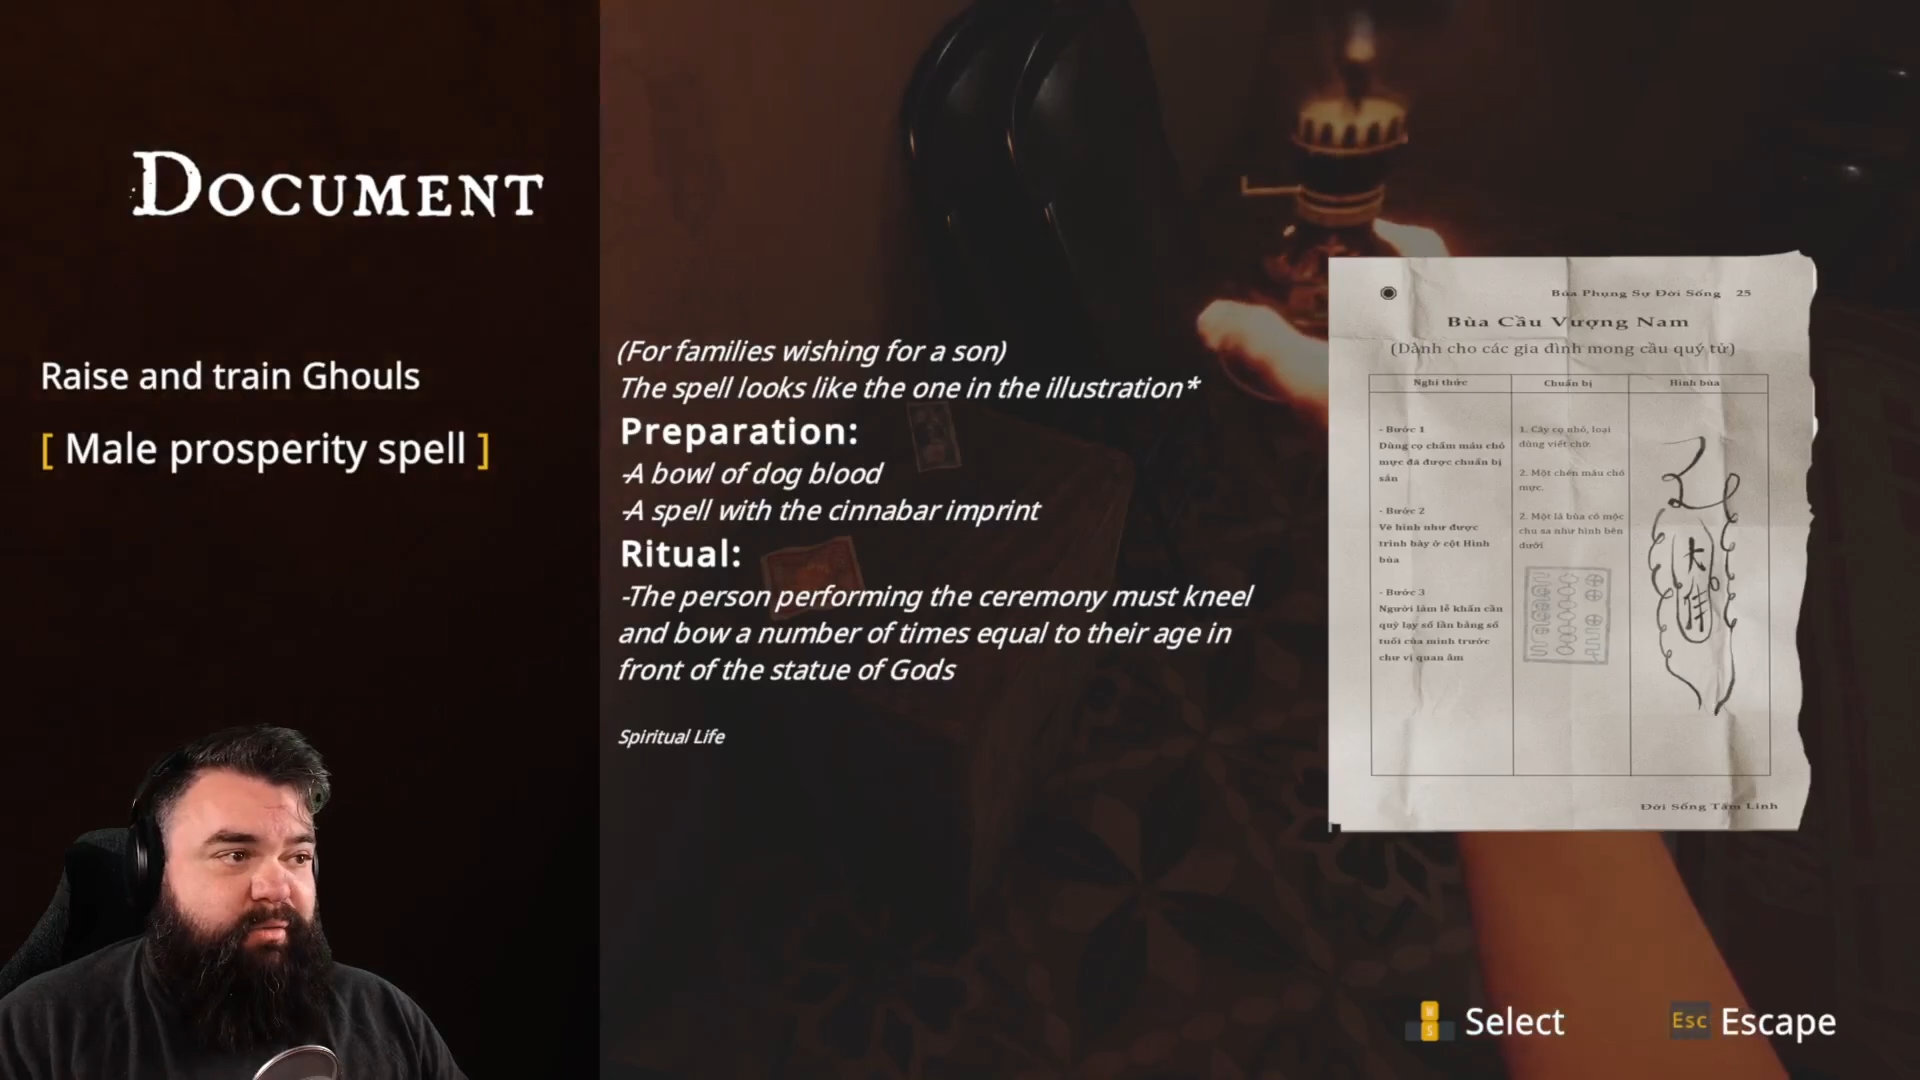 DOCUMENT
Raise and train Ghouls
[ Male prosperity spell ]
(For families wishing for a son)
The spell looks like the one in the illustration*
Preparation:
-A bowl of dog blood
-A spell with the cinnabar imprint
Ritual:
-The person performing the ceremony must kneel
and bow a number of times equal to their age in
front of the statue of Gods
Spiritual Life
Bùa Phụng Sự Đời Sống 25
Bùa Cầu Vượng Nam
(Dành cho các gia đình mong cầu quý tử)
Nghi thức
Chuẩn bị
Hình bùa
- Bước 1
Dùng cọ chấm máu chó
mực đã được chuẩn bị
sẵn
- Bước 2
Vẽ hình như được
trình bày ở cột Hình
bùa
- Bước 3
Người làm lễ khấn cần
quỳ lạy số lần bằng số
tuổi của mình trước
chư vị quan âm
1. Cây cọ nhỏ, loại
dùng viết chữ.
2. Một chén máu chó
mực.
2. Một lá bùa có mộc
chu sa như hình bên
dưới
大
Đời Sống Tâm Linh
W
S
Select
Esc Escape